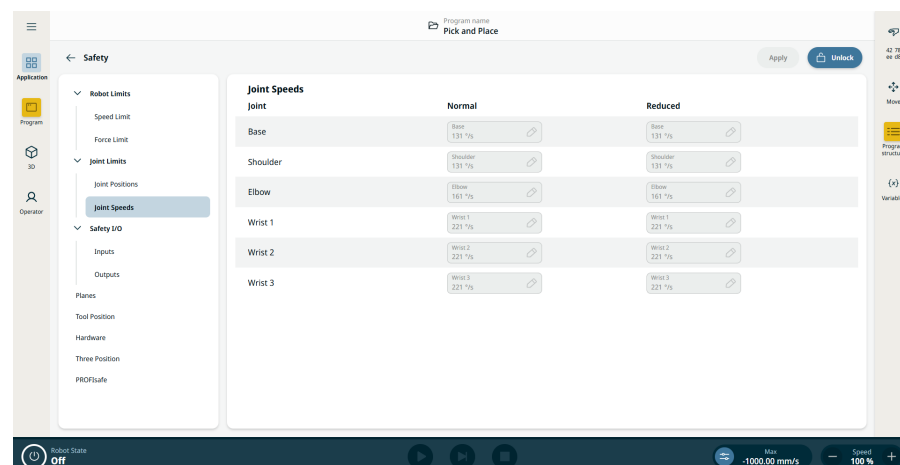 Program name
Pick and Place
Application
Program
3D
Operator
Safety
Apply
Unlock
Robot Limits
Speed Limit
Force Limit
Joint Limits
Joint Positions
Joint Speeds
Safety I/O
Inputs
Outputs
Planes
Tool Position
Hardware
Three Position
PROFIsafe
Joint Speeds
Joint Normal Reduced
Base Base 131 °/s Base 131 °/s
Shoulder Shoulder 131 °/s Shoulder 131 °/s
Elbow Elbow 161 °/s Elbow 161 °/s
Wrist 1 Wrist 1 221 °/s Wrist 1 221 °/s
Wrist 2 Wrist 2 221 °/s Wrist 2 221 °/s
Wrist 3 Wrist 3 221 °/s Wrist 3 221 °/s
42 78
ee
Move
structu
{x}
Variabl
Robot State
Off
Max
-1000.00 mm/s
Speed
100 %